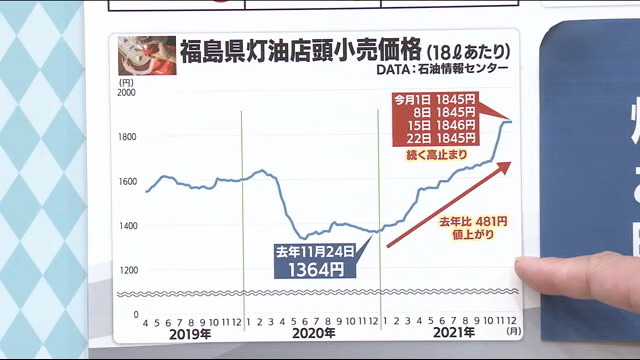 福島県灯油店頭小売価格(18ℓあたり)
DATA:石油情報センター
(円)
2000
1800
1600
1400
1200
0
今月1日 1845円
8日 1845円
15日 1846円
22日 1845円
続く高止まり
去年比 481円
値上がり
去年11月24日
1364円
4 5 6 7 8 9 10 11 12 1 2 3 4 5 6 7 8 9 10 11 12 1 2 3 4 5 6 7 8 9 10 11 12
(月)
2019年 2020年 2021年